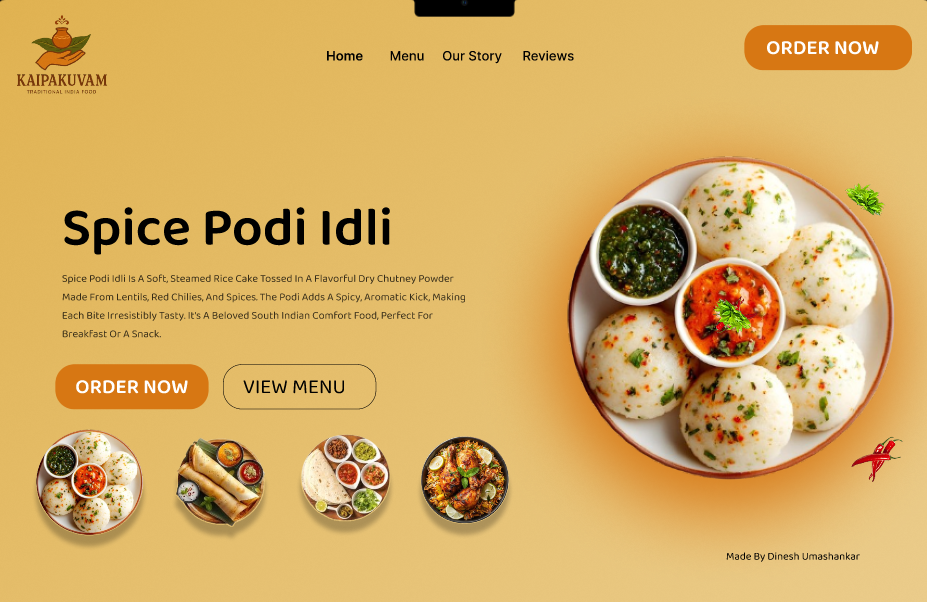 KAIPAKUVAM
TRADITIONAL INDIA FOOD
Home Menu Our Story Reviews
ORDER NOW
Spice Podi Idli
Spice Podi Idli Is A Soft, Steamed Rice Cake Tossed In A Flavorful Dry Chutney Powder
Made From Lentils, Red Chilies, And Spices. The Podi Adds A Spicy, Aromatic Kick, Making
Each Bite Irresistibly Tasty. It's A Beloved South Indian Comfort Food, Perfect For
Breakfast Or A Snack.
ORDER NOW
VIEW MENU
Made By Dinesh Umashankar